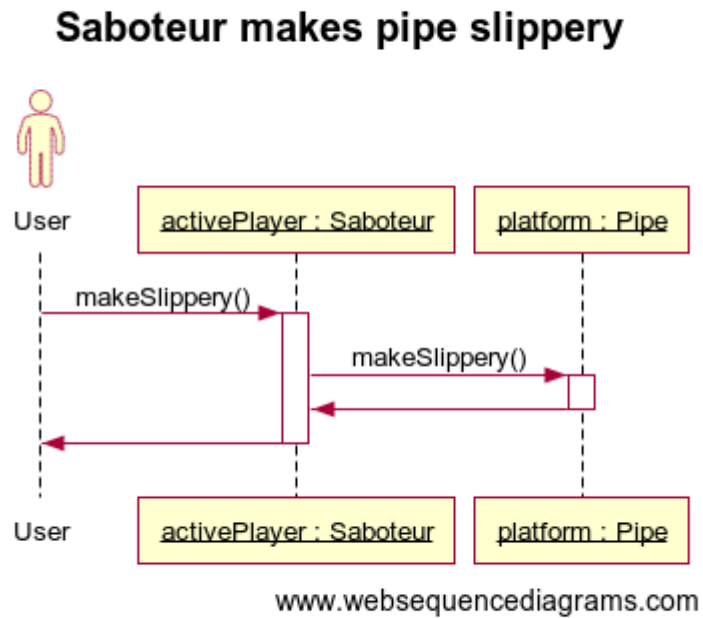 Saboteur makes pipe slippery
User
activePlayer : Saboteur
platform : Pipe
makeSlippery()
makeSlippery()
User
activePlayer : Saboteur
platform : Pipe
www.websequencediagrams.com